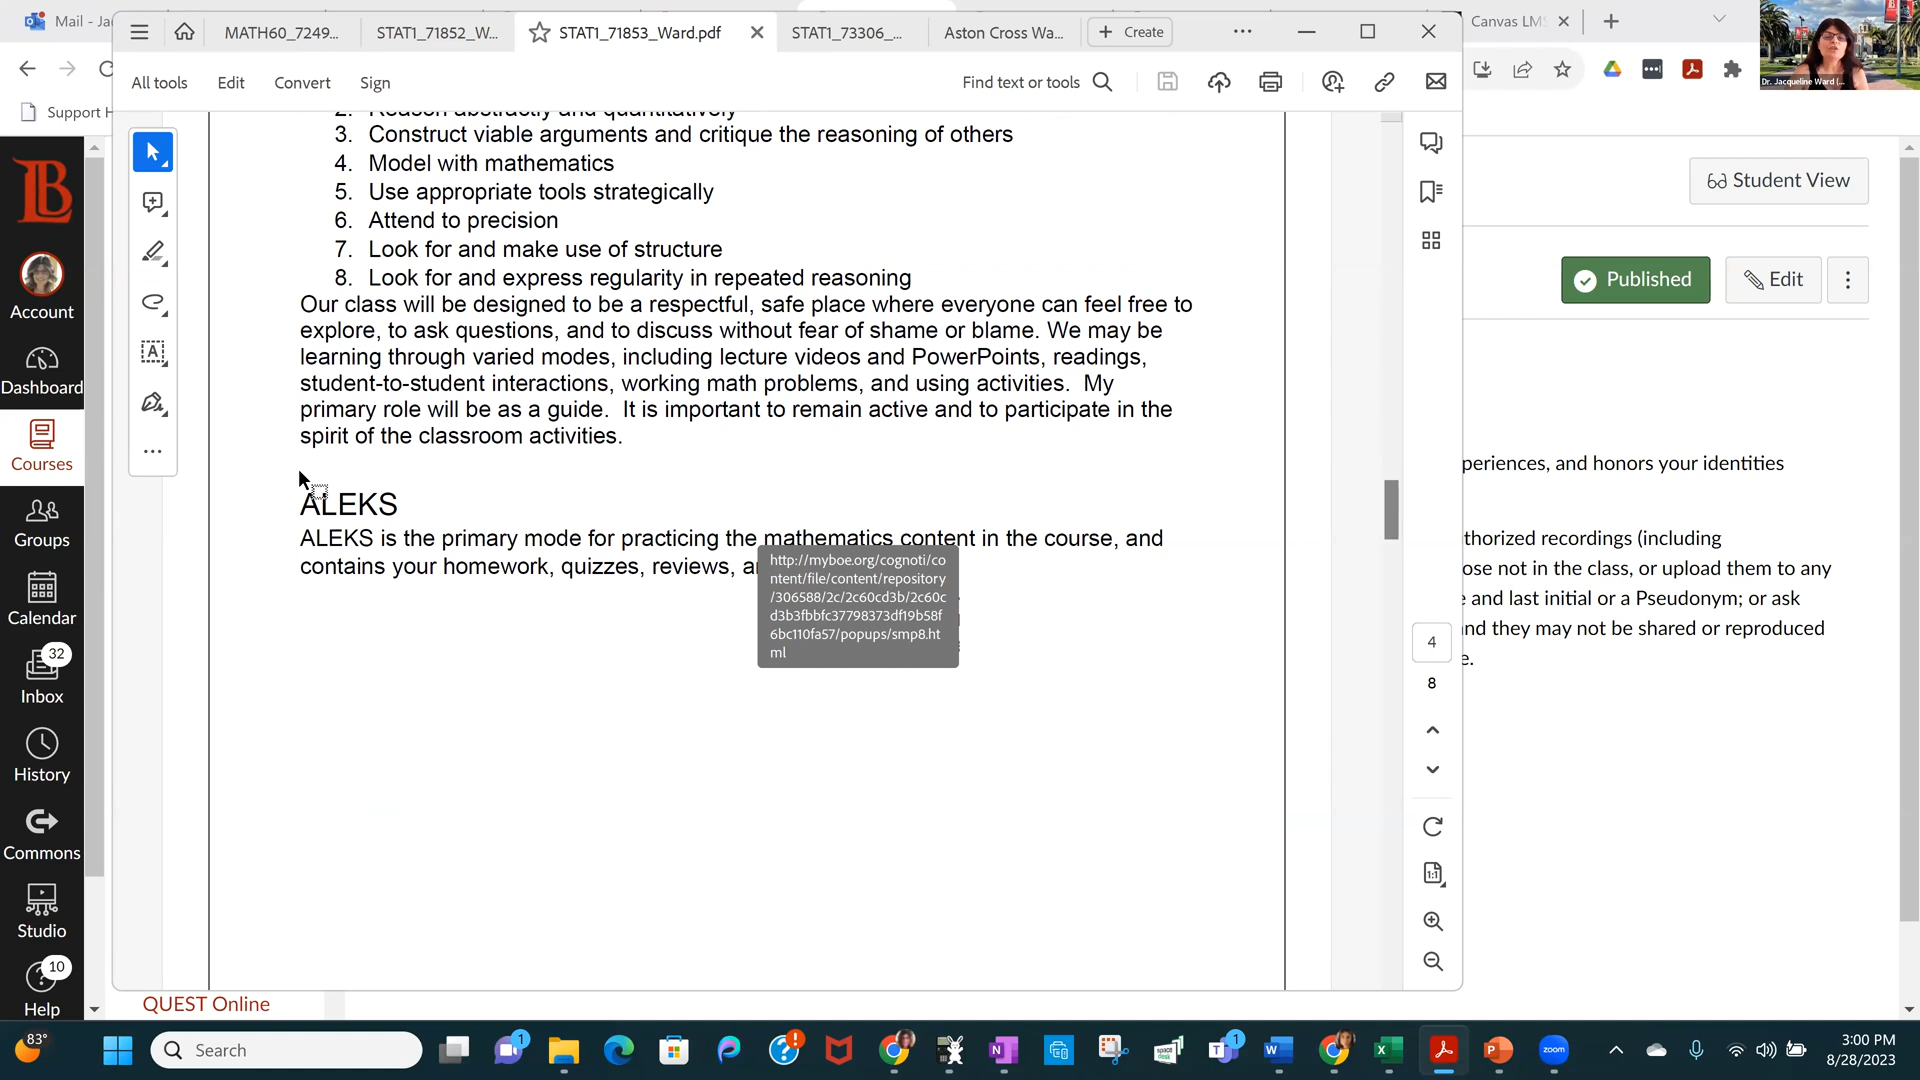 Mail - Ja
Canvas LMS
MATH60_7249...
STAT1_71852_W...
STAT1_71853_Ward.pdf
STAT1_73306_...
Aston Cross Wa...
Create
All tools
Edit
Convert
Sign
Find text or tools
Support H
Dr. Jacqueline Ward (...
2. Reason abstractly and quantitatively
3. Construct viable arguments and critique the reasoning of others
4. Model with mathematics
5. Use appropriate tools strategically
6. Attend to precision
7. Look for and make use of structure
8. Look for and express regularity in repeated reasoning
Our class will be designed to be a respectful, safe place where everyone can feel free to
explore, to ask questions, and to discuss without fear of shame or blame. We may be
learning through varied modes, including lecture videos and PowerPoints, readings,
student-to-student interactions, working math problems, and using activities.  My
primary role will be as a guide.  It is important to remain active and to participate in the
spirit of the classroom activities.
ALEKS
ALEKS is the primary mode for practicing the mathematics content in the course, and
contains your homework, quizzes, reviews, a
http://myboe.org/cognoti/co
ntent/file/content/repository
/306588/2c/2c60cd3b/2c60c
d3b3fbbfc37798373df19b58f
6bc110fa57/popups/smp8.ht
ml
4
8
1:1
Student View
Published
Edit
periences, and honors your identities
thorized recordings (including
ose not in the class, or upload them to any
e and last initial or a Pseudonym; or ask
nd they may not be shared or reproduced
e.
Account
Dashboard
Courses
Groups
Calendar
32
Inbox
History
Commons
Studio
10
Help
QUEST Online
83°
Search
1
1
zoom
3:00 PM
8/28/2023